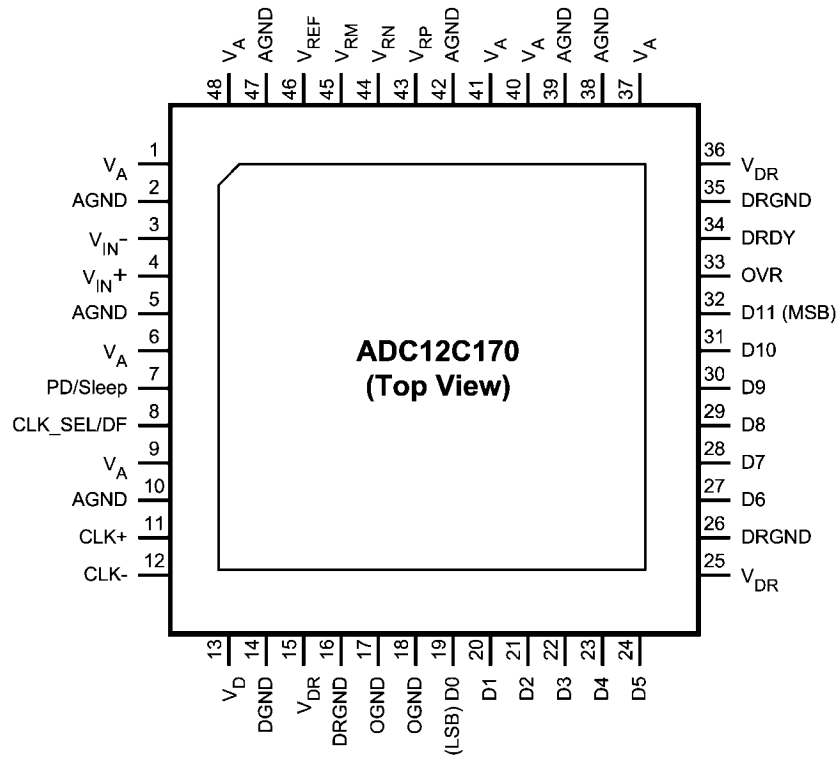 48 V_A
47 AGND
46 V_REF
45 V_RM
44 V_RN
43 V_RP
42 AGND
41 V_A
40 V_A
39 AGND
38 AGND
37 V_A
1 V_A
2 AGND
3 V_IN-
4 V_IN+
5 AGND
6 V_A
7 PD/Sleep
8 CLK_SEL/DF
9 V_A
10 AGND
11 CLK+
12 CLK-
ADC12C170
(Top View)
36 V_DR
35 DRGND
34 DRDY
33 OVR
32 D11 (MSB)
31 D10
30 D9
29 D8
28 D7
27 D6
26 DRGND
25 V_DR
13 V_D
14 DGND
15 V_DR
16 DRGND
17 OGND
18 OGND
19 (LSB) D0
20 D1
21 D2
22 D3
23 D4
24 D5